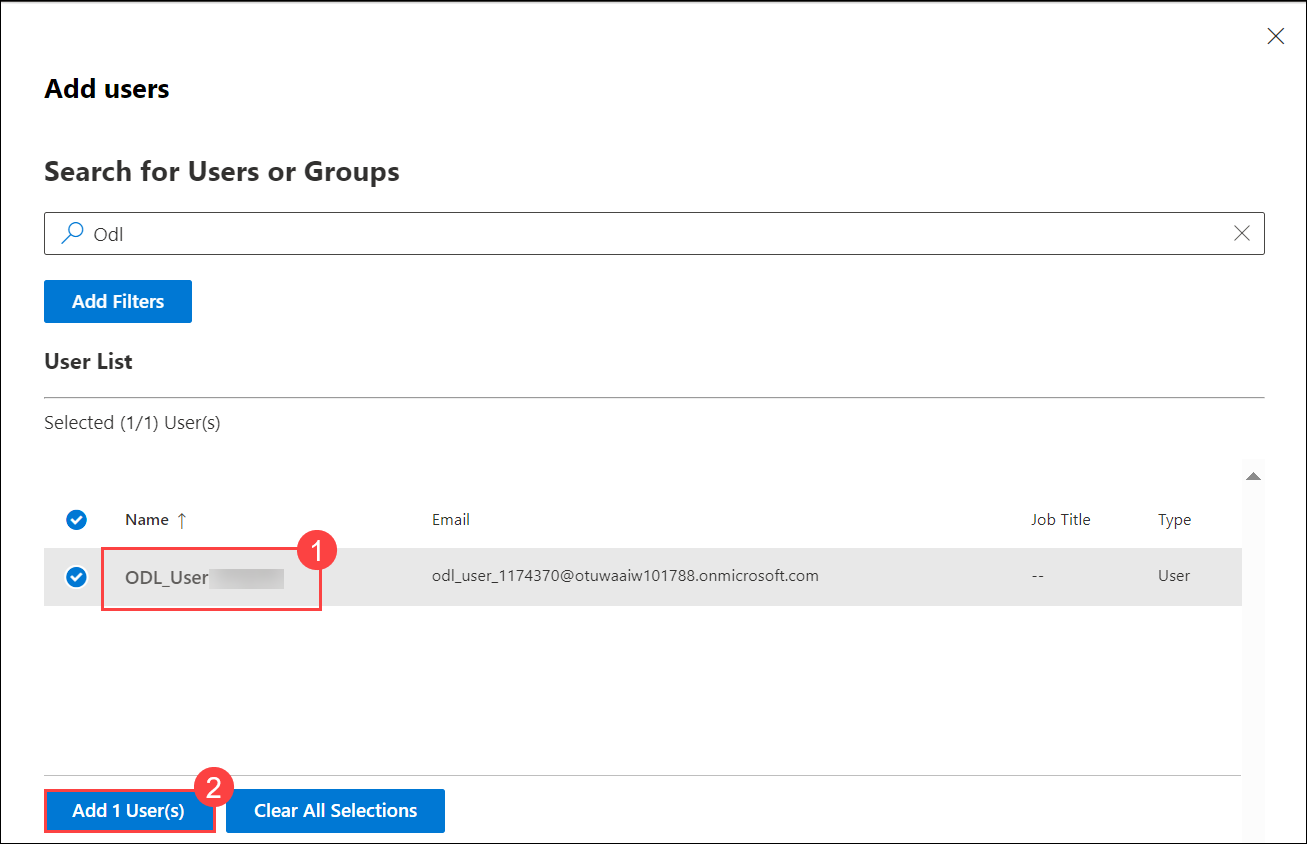 Add users
Search for Users or Groups
Odl
Add Filters
User List
Selected (1/1) User(s)
Name ↑ Email Job Title Type
1
ODL_User odl_user_1174370@otuwaaiw101788.onmicrosoft.com -- User
2
Add 1 User(s) Clear All Selections